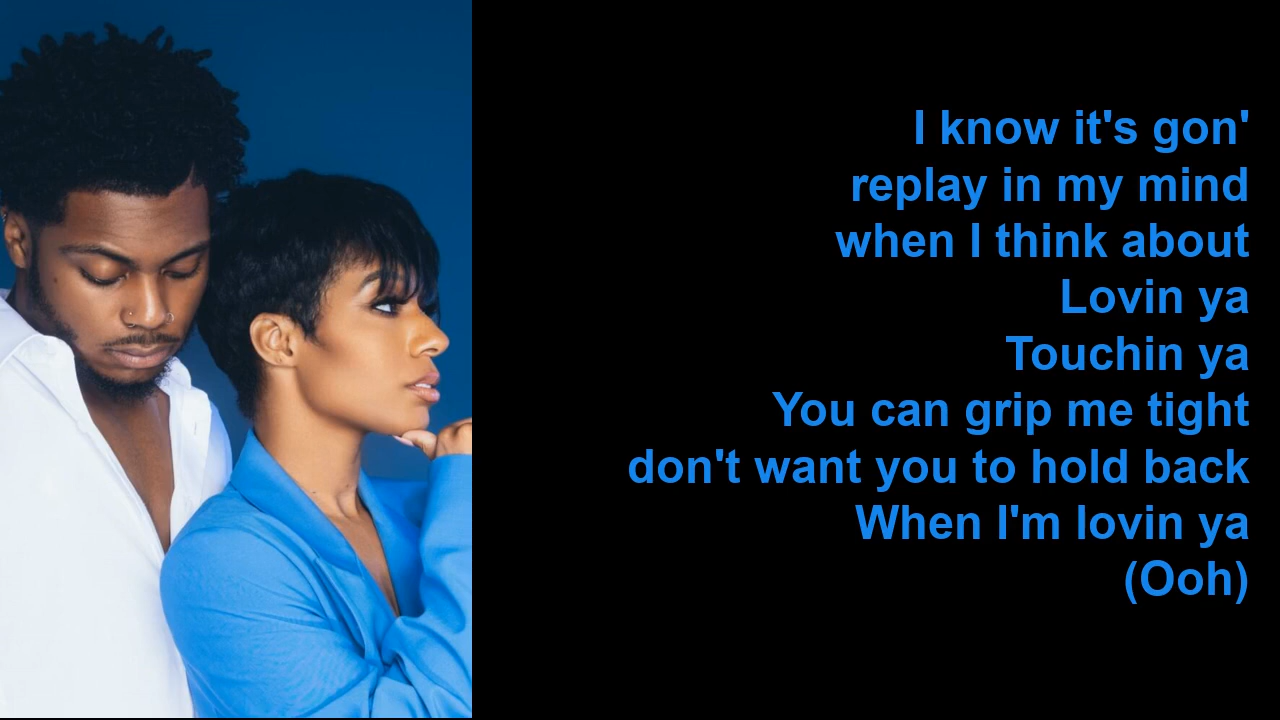 I know it's gon'
replay in my mind
when I think about
Lovin ya
Touchin ya
You can grip me tight
don't want you to hold back
When I'm lovin ya
(Ooh)